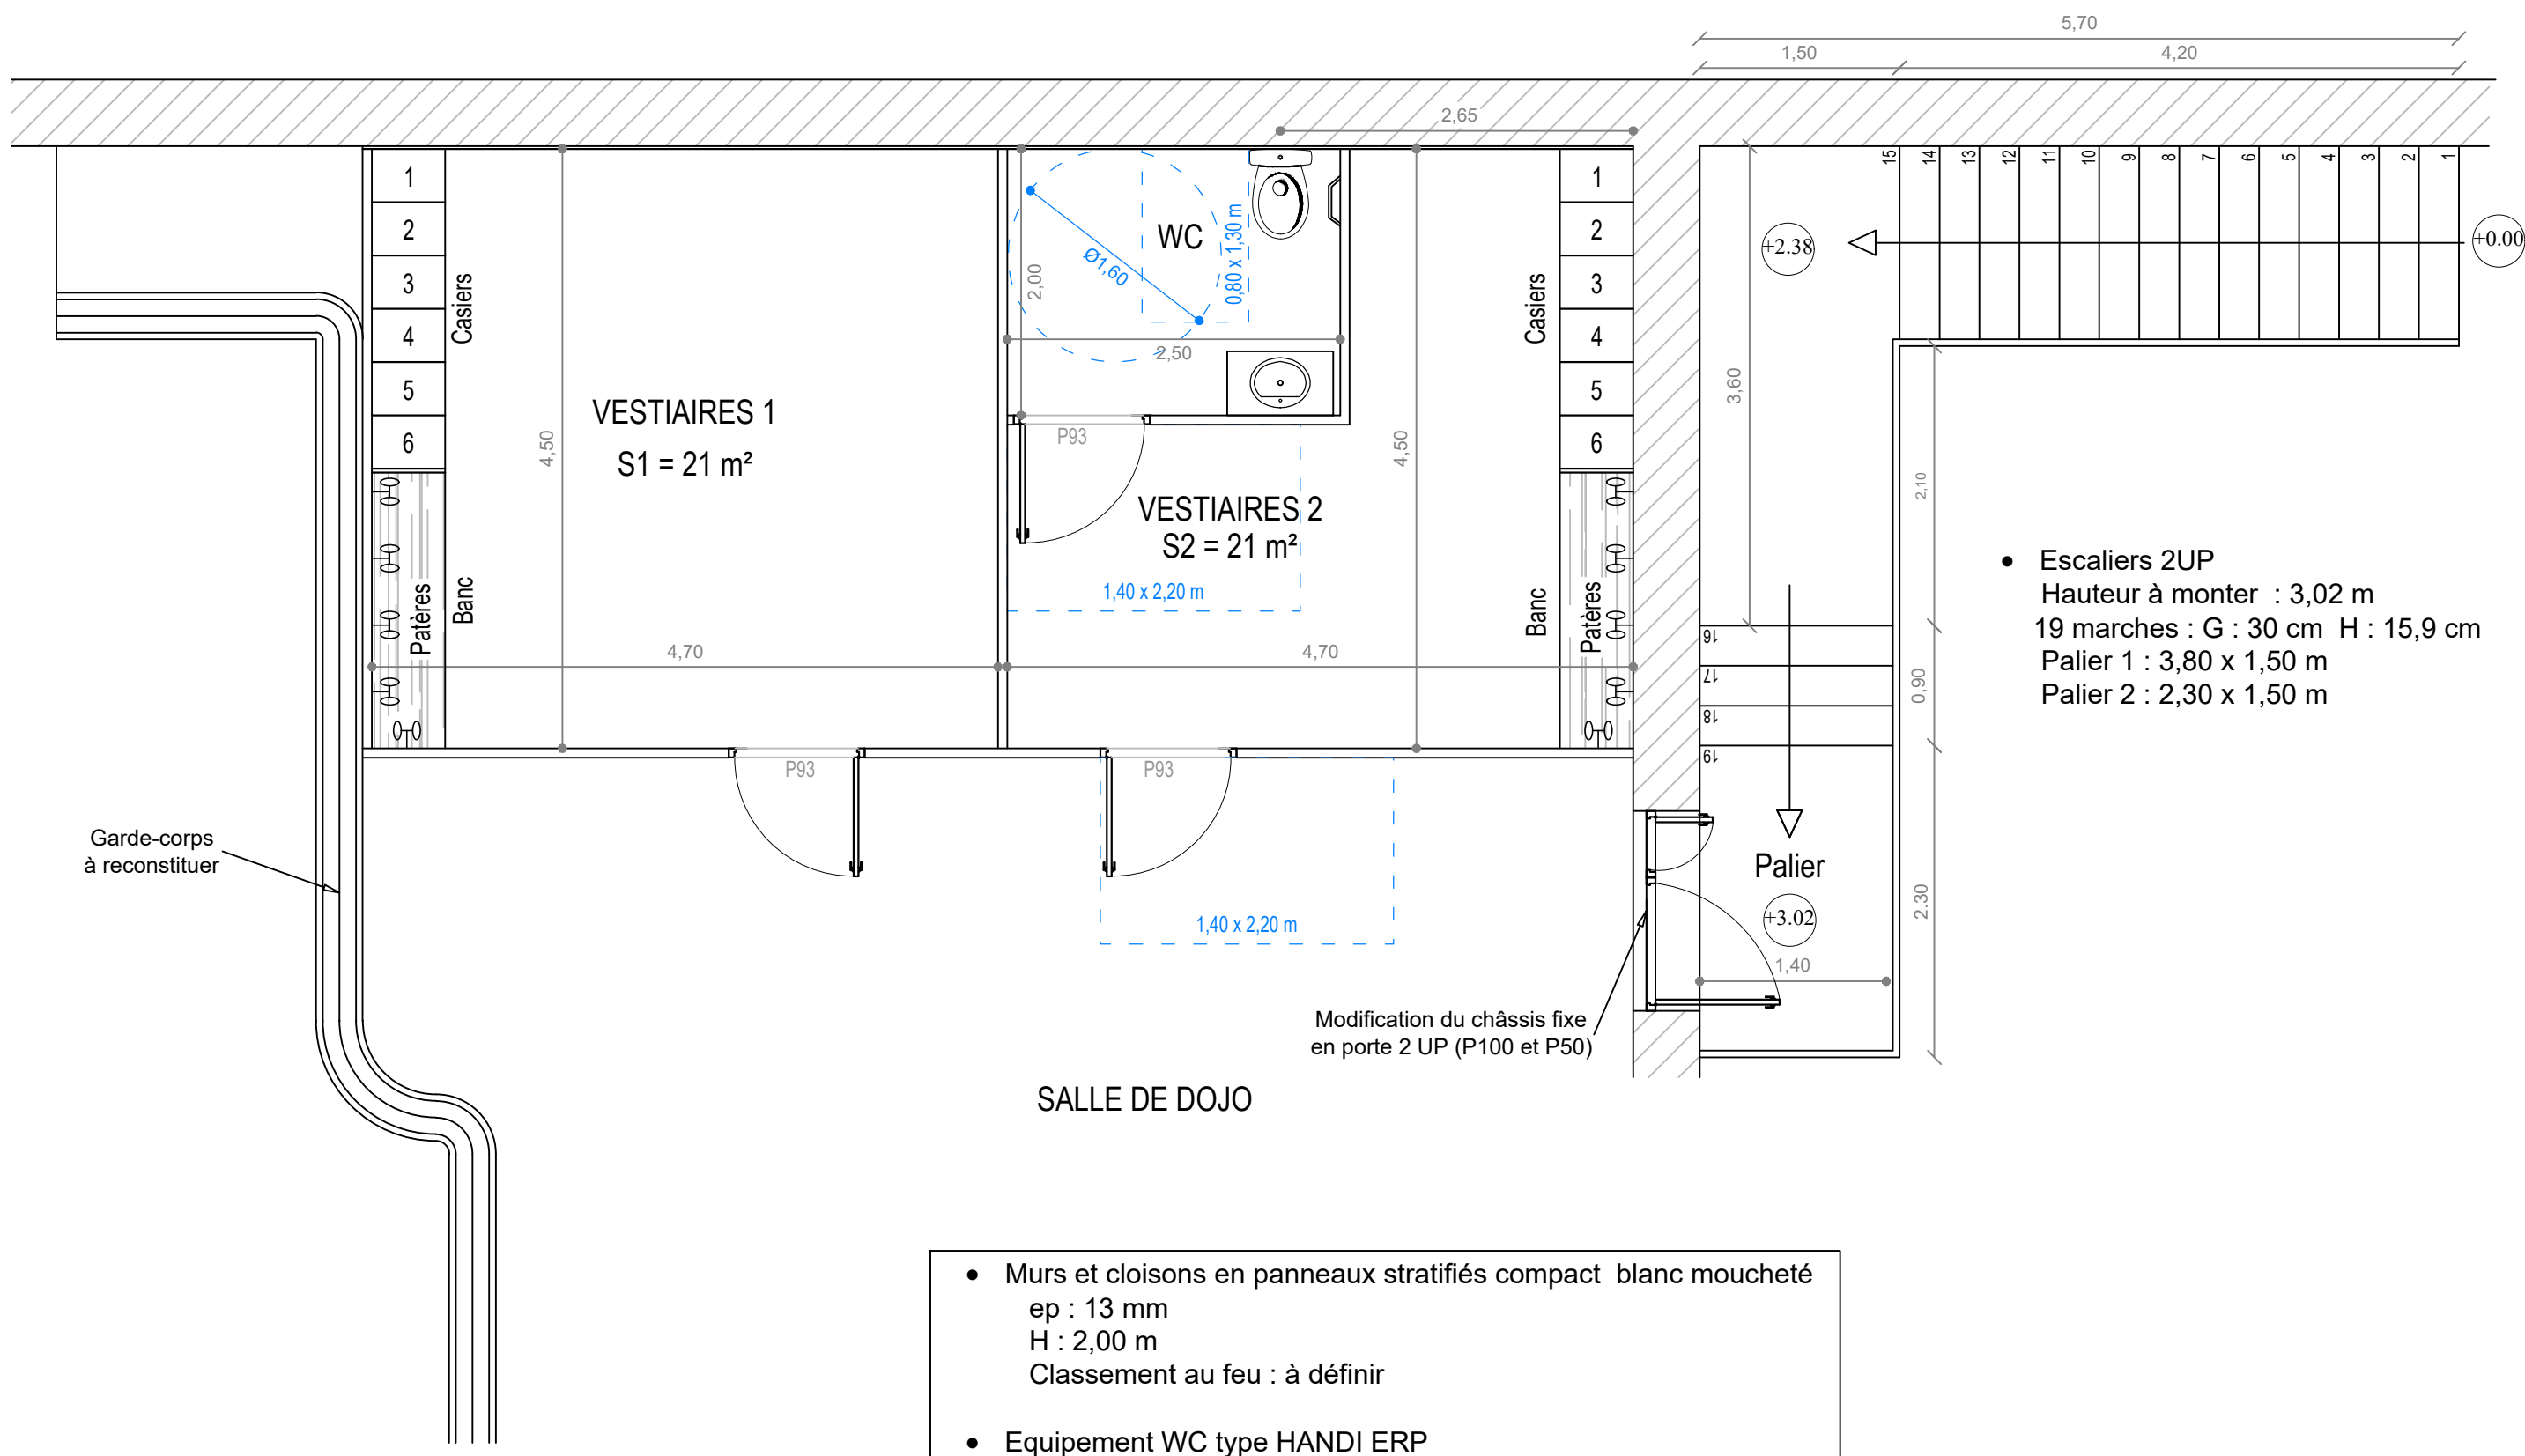 5,70
1,50
4,20
2,65
1
2
3
4
5
6
Casiers
Patères
Banc
VESTIAIRES 1
S1 = 21 m²
4,50
4,70
WC
Ø1,60
0,80 x 1,30 m
2,00
2,50
P93
VESTIAIRES 2
S2 = 21 m²
1,40 x 2,20 m
4,50
4,70
1
2
3
4
5
6
Casiers
Banc
Patères
P93
P93
1,40 x 2,20 m
15
14
13
12
11
10
9
8
7
6
5
4
3
2
1
+2.38
+0.00
3,60
2,10
0,90
2.30
16
17
18
19
Palier
+3.02
1,40
• Escaliers 2UP
Hauteur à monter : 3,02 m
19 marches : G : 30 cm H : 15,9 cm
Palier 1 : 3,80 x 1,50 m
Palier 2 : 2,30 x 1,50 m
Garde-corps
à reconstituer
Modification du châssis fixe
en porte 2 UP (P100 et P50)
SALLE DE DOJO
• Murs et cloisons en panneaux stratifiés compact blanc moucheté
ep : 13 mm
H : 2,00 m
Classement au feu : à définir
• Equipement WC type HANDI ERP